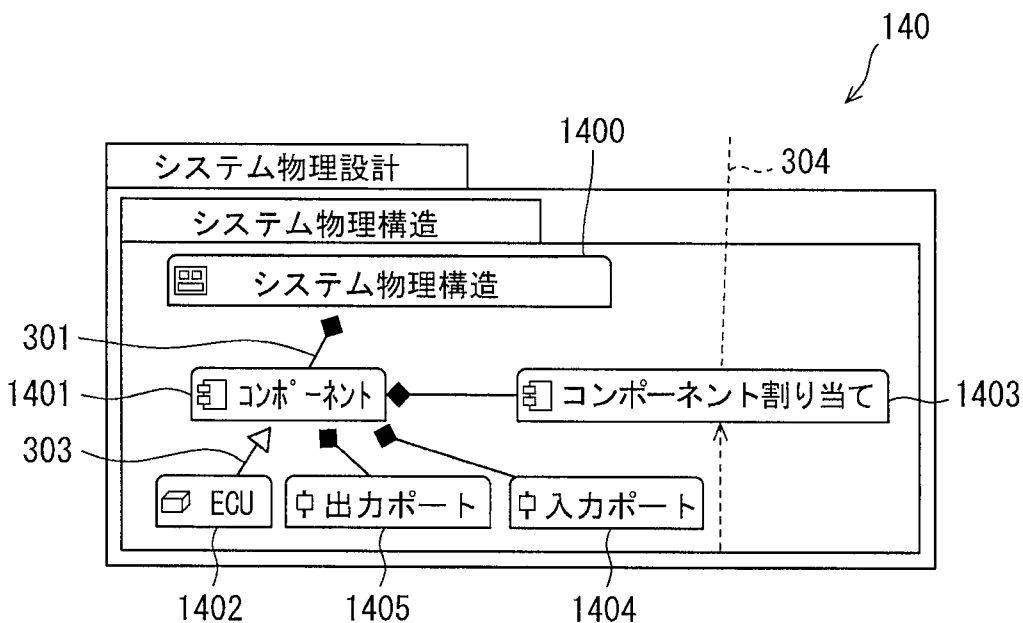 140
1400
システム物理設計
304
システム物理構造
システム物理構造
301
1401
コンポーネント
コンポーネント割り当て
1403
303
ECU
出力ポート
入力ポート
1402
1405
1404